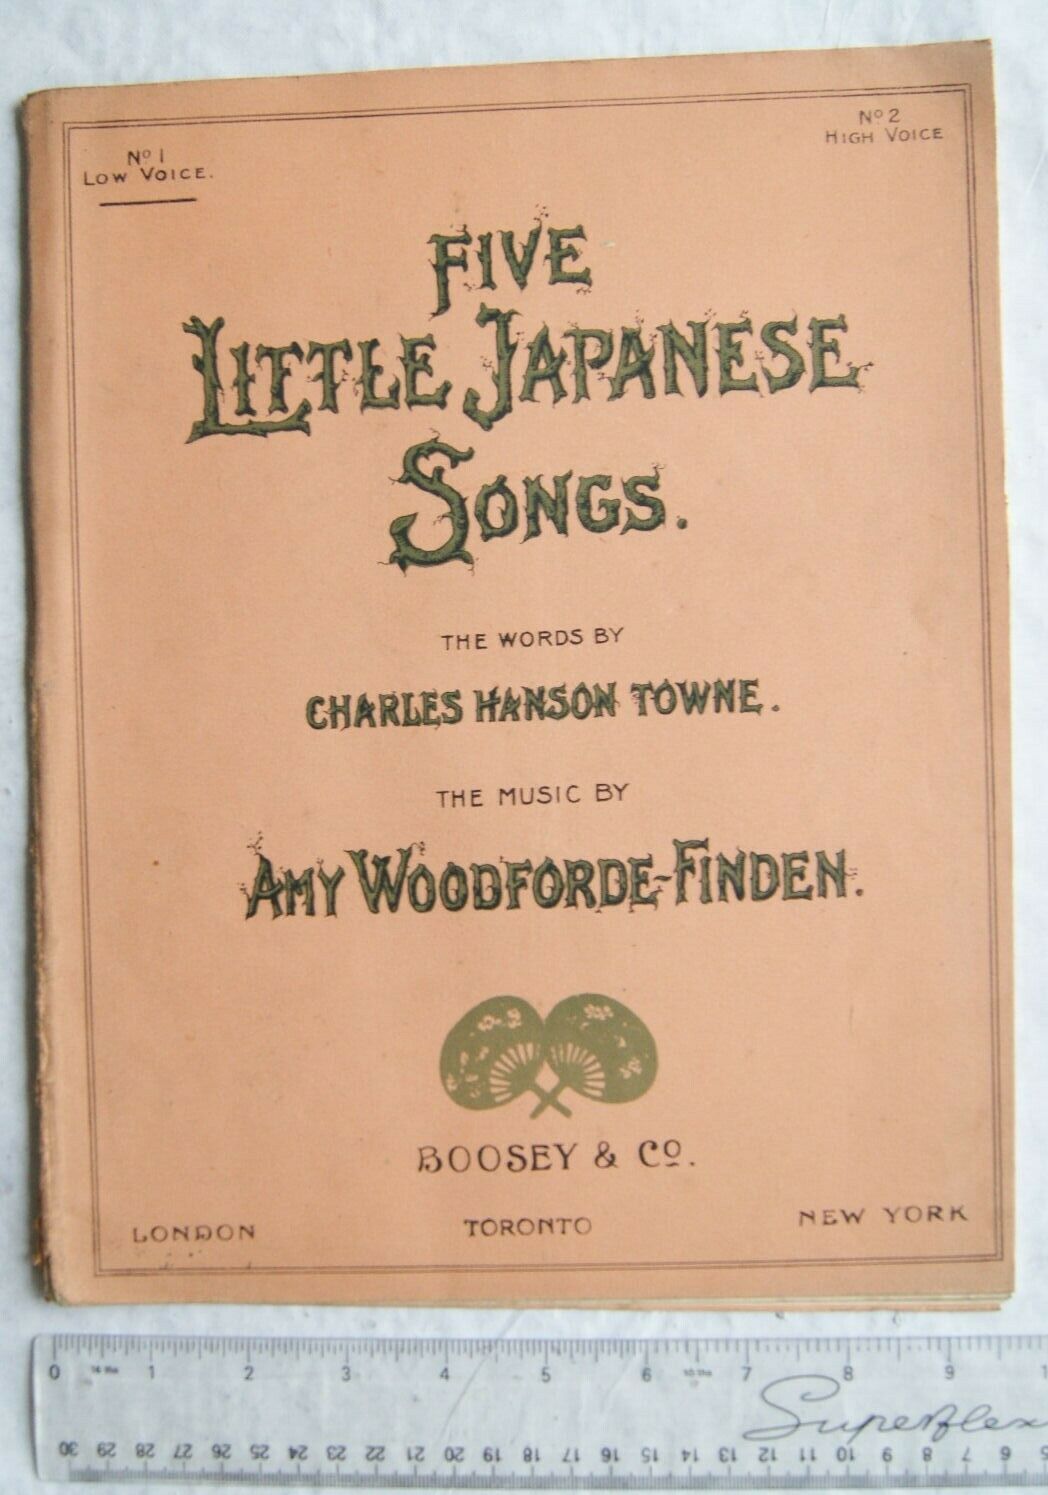 Nº 1
LOW VOICE.
Nº 2
HIGH VOICE
FIVE
LITTLE JAPANESE
SONGS.
THE WORDS BY
CHARLES HANSON TOWNE.
THE MUSIC BY
AMY WOODFORDE-FINDEN.
BOOSEY & Cº.
LONDON TORONTO NEW YORK
0 1 2 3 4 5 6 7 8 9
Superflex
30 29 28 27 26 25 24 23 22 21 20 19 18 17 16 15 14 13 12 11 10 9 8 7 6